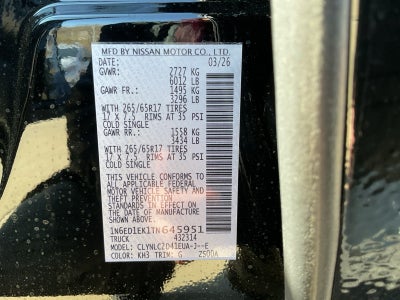 MFD BY NISSAN MOTOR CO., LTD.
DATE: 03/26
GVWR: 2727 KG
6012 LB
GAWR FR.: 1495 KG
3296 LB
WITH 265/65R17 TIRES
17 X 7.5 RIMS AT 35 PSI
COLD SINGLE
GAWR RR.: 1558 KG
3434 LB
WITH 265/65R17 TIRES
17 X 7.5 RIMS AT 35 PSI
COLD SINGLE
THIS VEHICLE CONFORMS TO
ALL APPLICABLE FEDERAL
MOTOR VEHICLE SAFETY AND
THEFT PREVENTION
STANDARDS IN EFFECT ON
THE DATE OF MANUFACTURE
SHOWN ABOVE.
1N6ED1EK1TN645951
TRUCK 432314
MODEL:
COLOR: KH3 TRIM: G